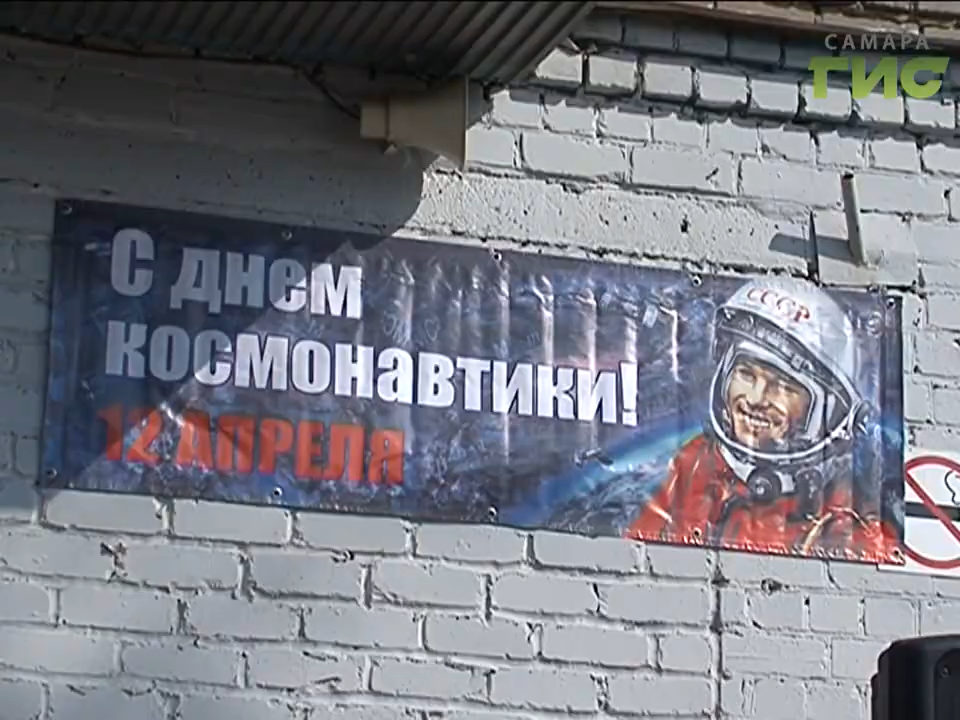 САМАРА
ГИС
С днем
космонавтики!
12 АПРЕЛЯ
СССР